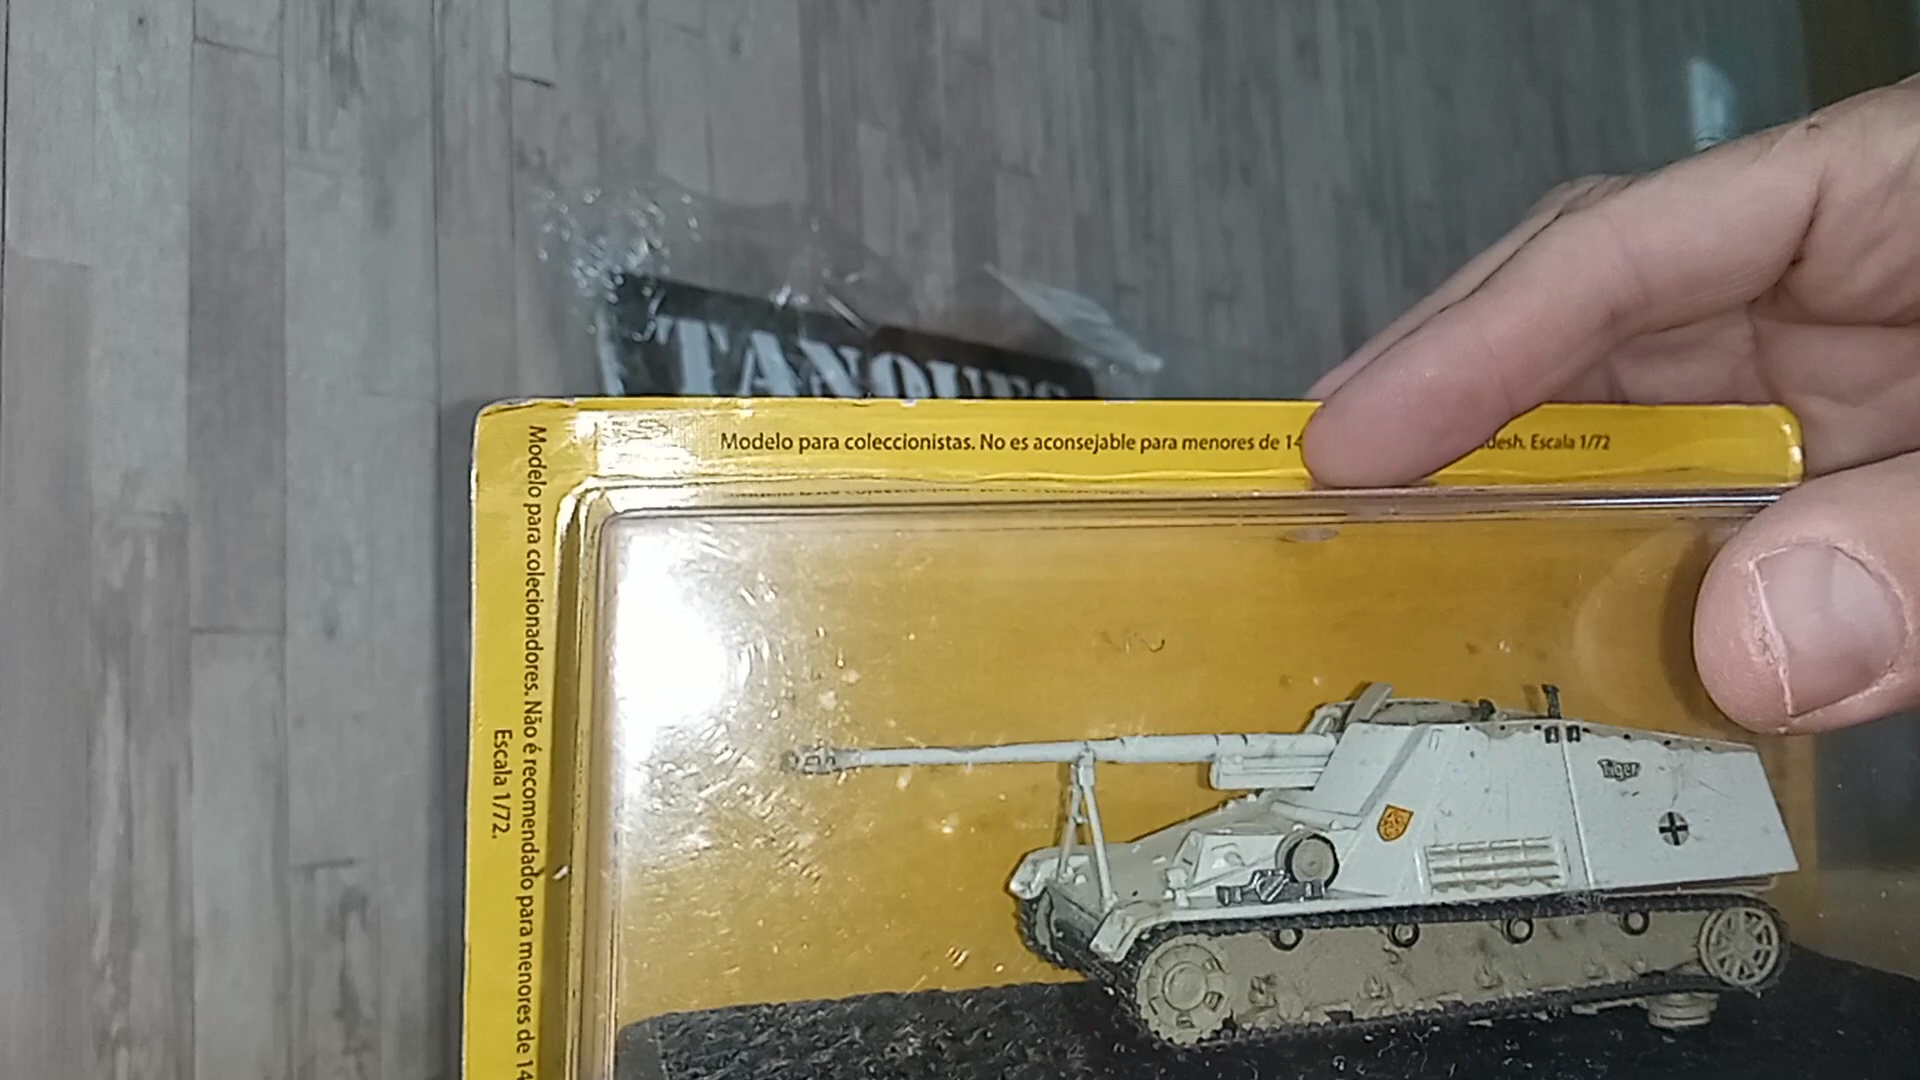 TANQUES
Modelo para coleccionistas. No es aconsejable para menores de 14
desh. Escala 1/72
Modelo para colecionadores. Não é recomendado para menores de 14
Escala 1/72.
Tiger